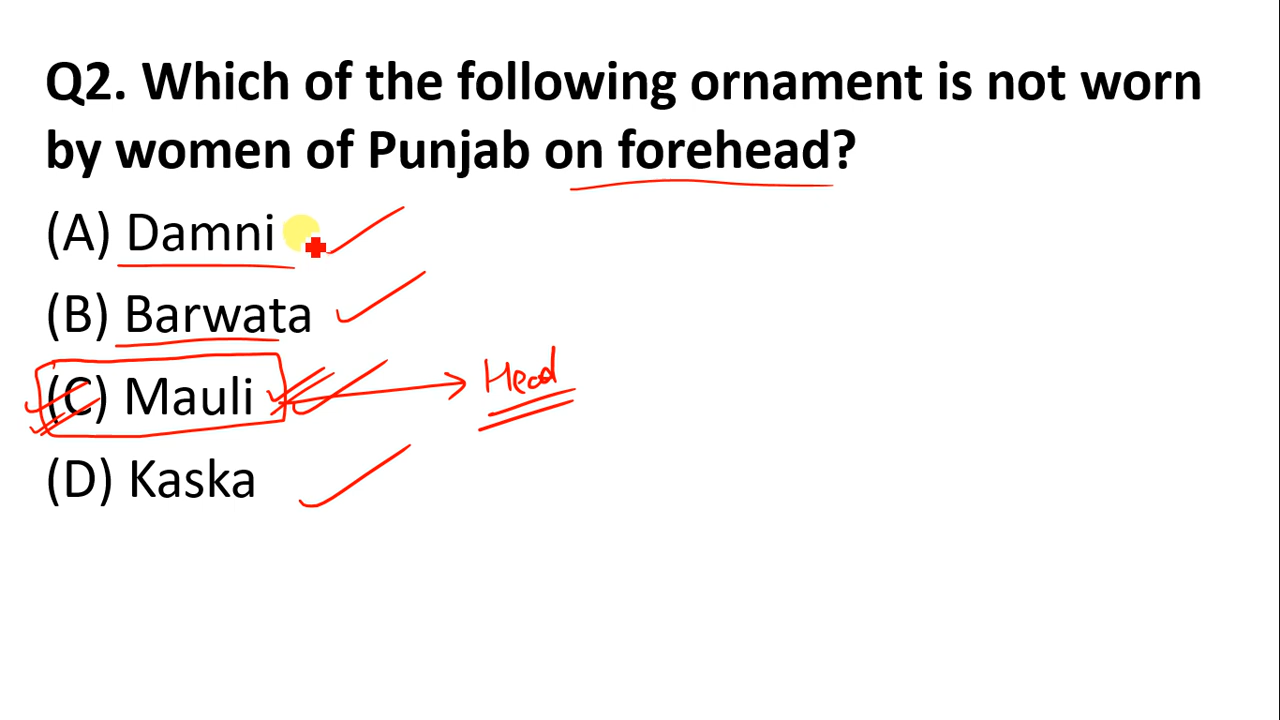 Q2. Which of the following ornament is not worn
by women of Punjab on forehead?
(A) Damni
(B) Barwata
(C) Mauli
Head
(D) Kaska